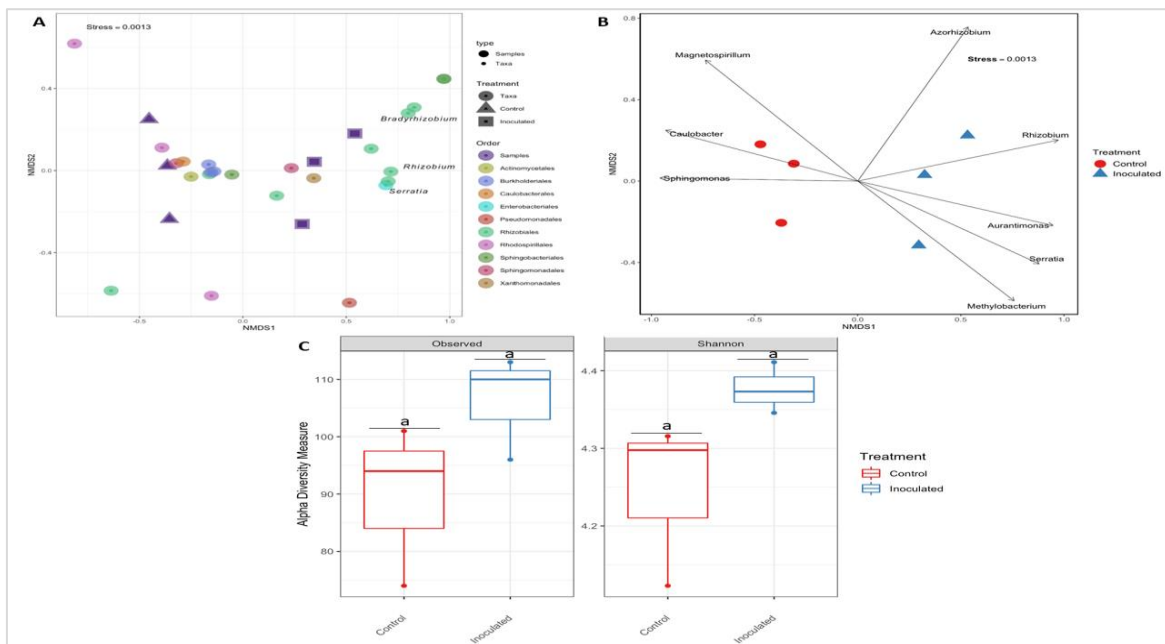 A
Stress = 0.0013
0.4
0.0
-0.4
NMDS2
-0.5
0.0
0.5
1.0
NMDS1
Bradyrhizobium
Rhizobium
Serratia
type
Samples
Taxa
Treatment
Taxa
Control
Inoculated
Order
Samples
Actinomycetales
Burkholderiales
Caulobacterales
Enterobacteriales
Pseudomonadales
Rhizobiales
Rhodospirillales
Sphingobacteriales
Sphingomonadales
Xanthomonadales
B
0.8
0.4
0.0
-0.4
NMDS2
-1.0
-0.5
0.0
0.5
1.0
NMDS1
Azorhizobium
Magnetospirillum
Stress = 0.0013
Caulobacter
Rhizobium
Sphingomonas
Aurantimonas
Serratia
Methylobacterium
Treatment
Control
Inoculated
C
Observed
Shannon
a
a
a
a
110
100
90
80
4.4
4.3
4.2
Alpha Diversity Measure
Control
Inoculated
Control
Inoculated
Treatment
Control
Inoculated